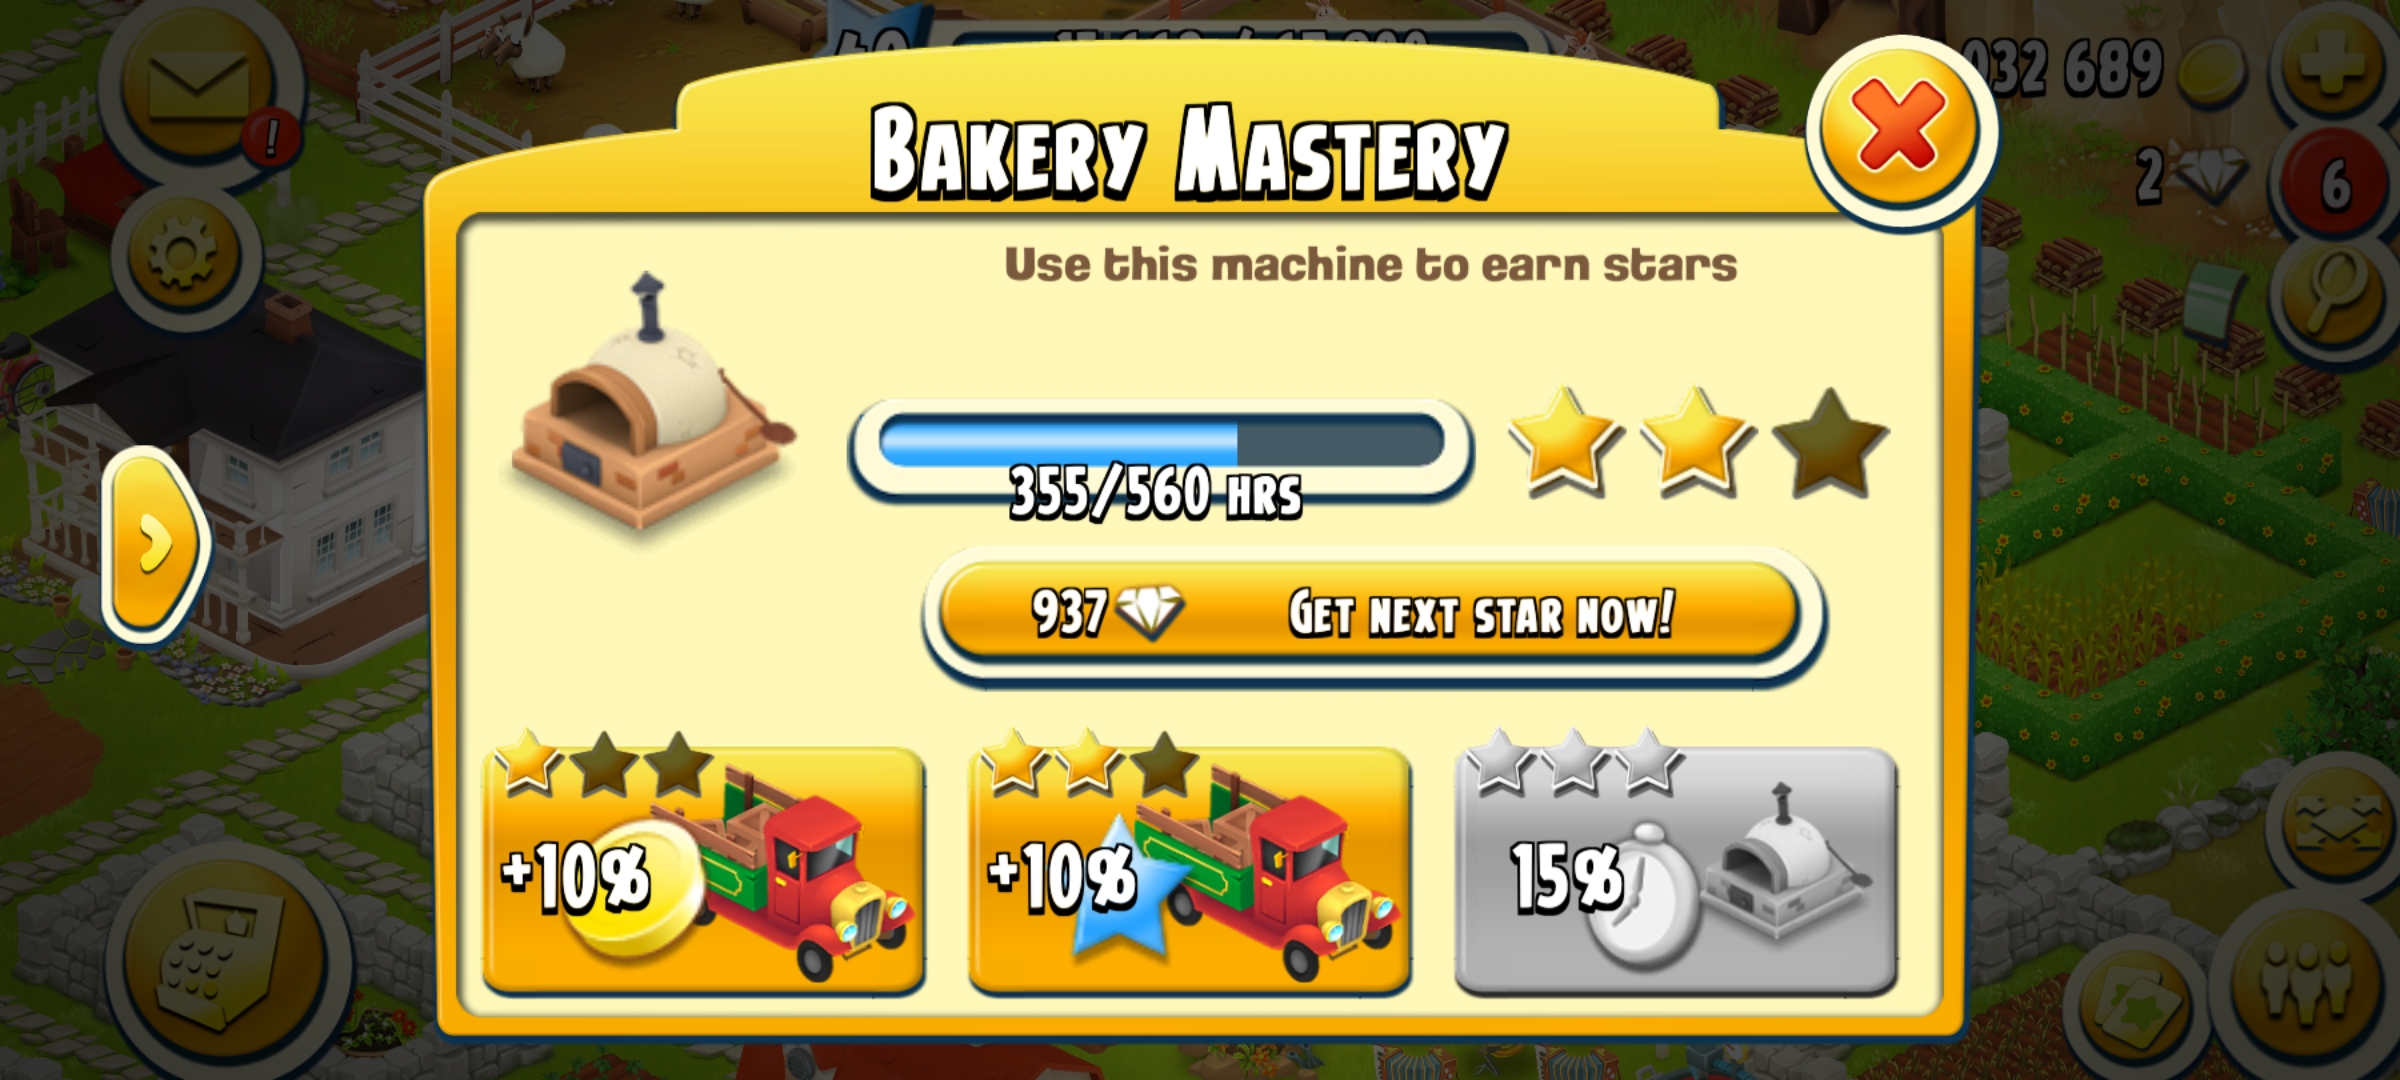 BAKERY MASTERY
032 689
2
6
!
Use this machine to earn stars
355/560 HRS
937 GET NEXT STAR NOW!
+10%
+10%
15%